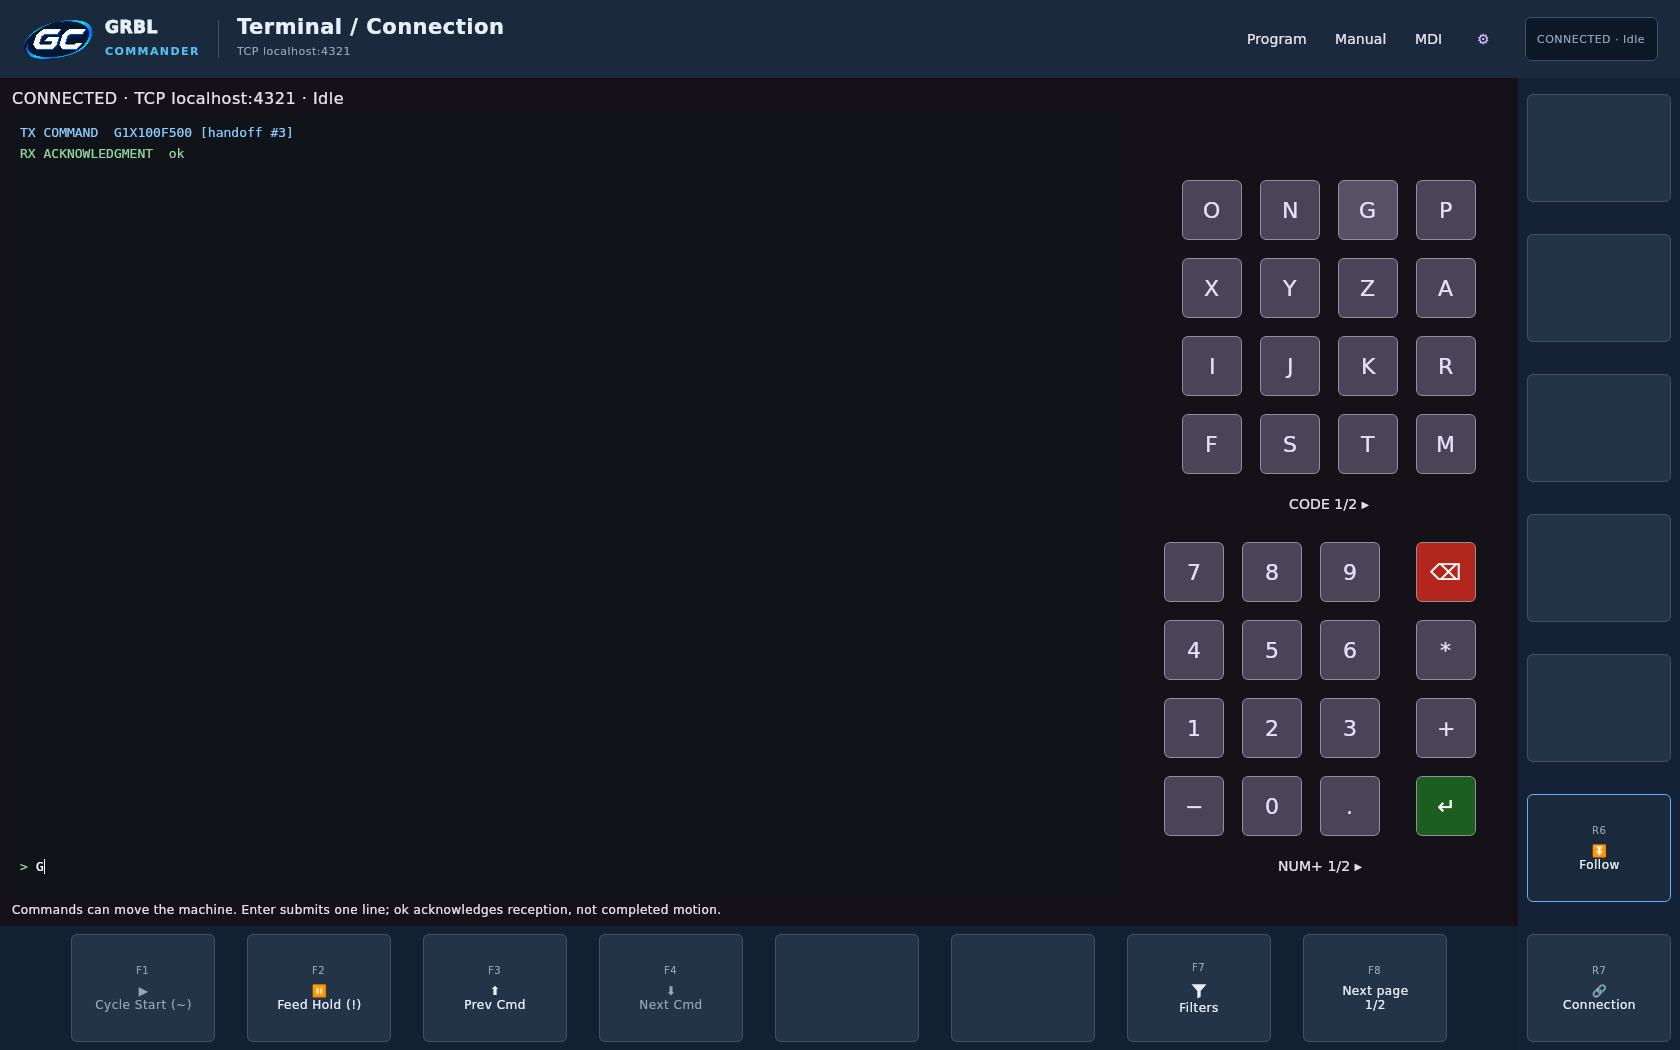 GC
GRBL
COMMANDER
Terminal / Connection
TCP localhost:4321
Program
Manual
MDI
CONNECTED · Idle
CONNECTED · TCP localhost:4321 · Idle
TX COMMAND  G1X100F500 [handoff #3]
RX ACKNOWLEDGMENT  ok
O N G P
X Y Z A
I J K R
F S T M
CODE 1/2 ▸
7 8 9 ⌫
4 5 6 *
1 2 3 +
− 0 . ↵
NUM+ 1/2 ▸
> G
Commands can move the machine. Enter submits one line; ok acknowledges reception, not completed motion.
R6
Follow
F1
Cycle Start (~)
F2
Feed Hold (!)
F3
Prev Cmd
F4
Next Cmd
F7
Filters
F8
Next page
1/2
R7
Connection